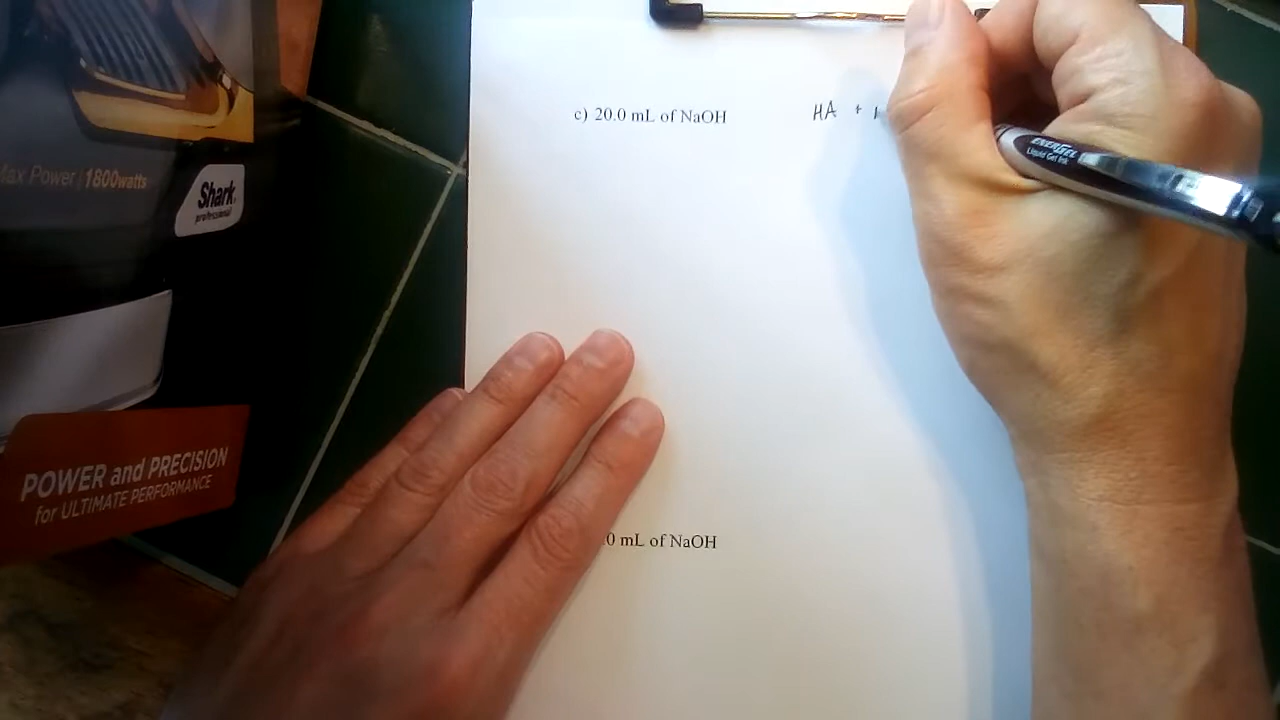 c) 20.0 mL of NaOH
HA +
Max Power | 1800watts
Shark
professional
ENERGEL
Liquid Gel Ink
POWER and PRECISION
for ULTIMATE PERFORMANCE
0 mL of NaOH